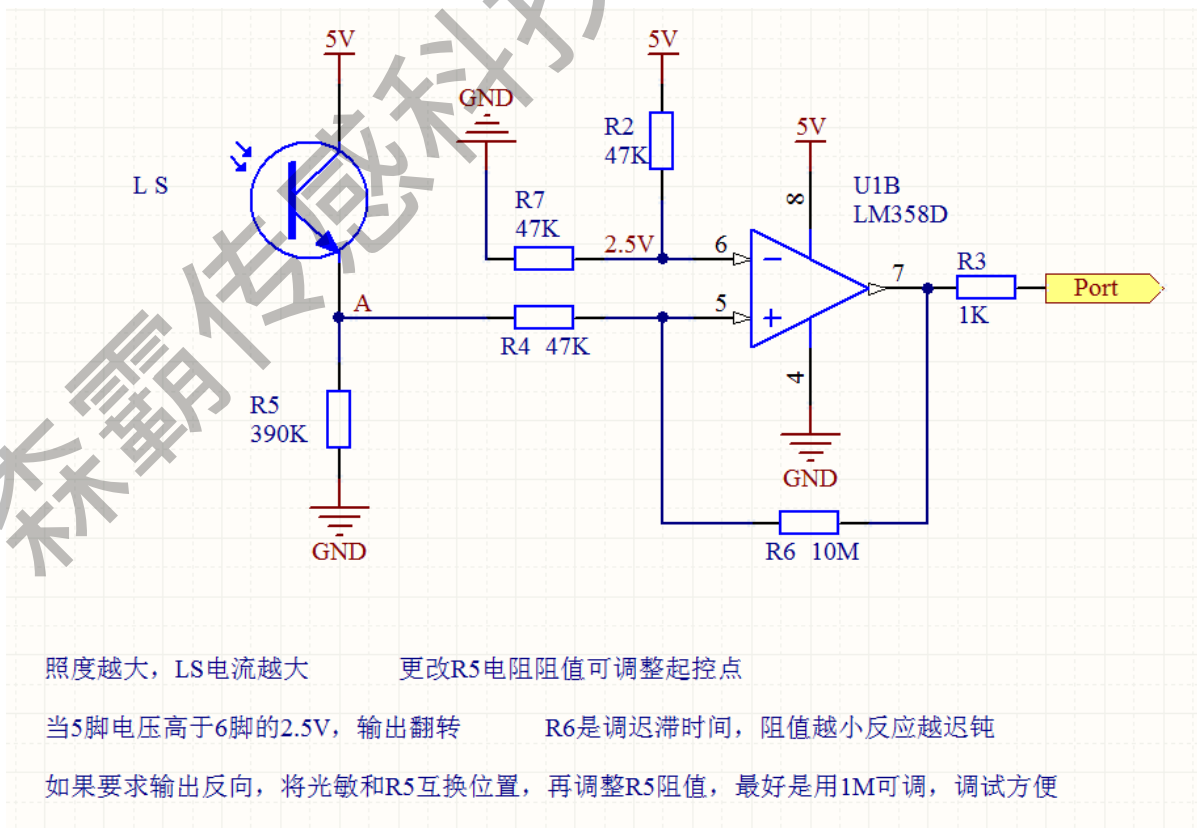 5V
5V
GND
R2
47K
5V
L S
8
U1B
LM358D
R7
47K
2.5V
6
7
R3
1K
Port
A
5
R4 47K
4
R5
390K
GND
R6 10M
GND
森霸传感科技
照度越大，LS电流越大 更改R5电阻阻值可调整起控点
当5脚电压高于6脚的2.5V，输出翻转 R6是调迟滞时间，阻值越小反应越迟钝
如果要求输出反向，将光敏和R5互换位置，再调整R5阻值，最好是用1M可调，调试方便